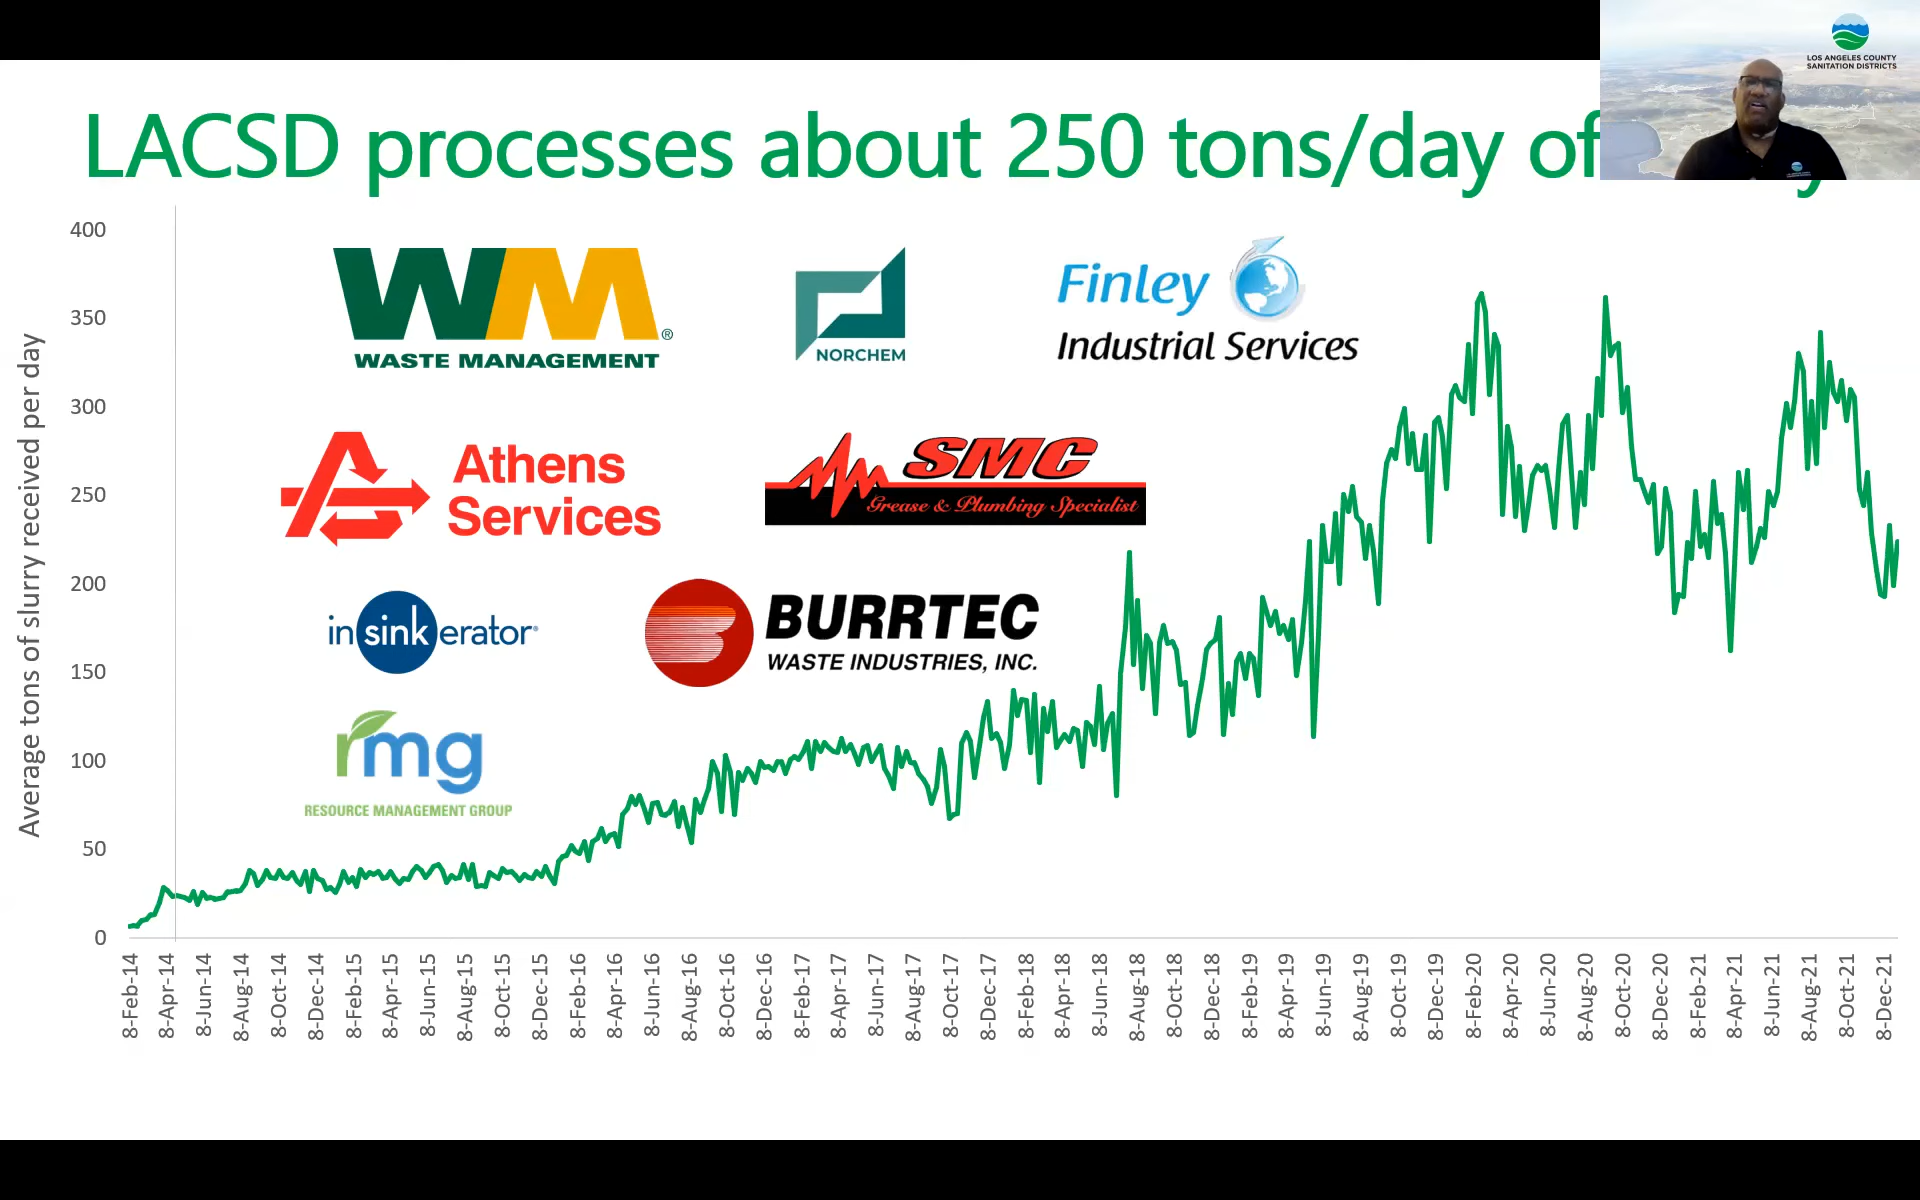 LOS ANGELES COUNTY
SANITATION DISTRICTS
LACSD processes about 250 tons/day of
Average tons of slurry received per day
400
350
300
250
200
150
100
50
0
WM®
WASTE MANAGEMENT
NORCHEM
Finley
Industrial Services
Athens
Services
SMC
Grease & Plumbing Specialist
insinkerator®
BURRTEC
WASTE INDUSTRIES, INC.
rmg
RESOURCE MANAGEMENT GROUP
8-Feb-14
8-Apr-14
8-Jun-14
8-Aug-14
8-Oct-14
8-Dec-14
8-Feb-15
8-Apr-15
8-Jun-15
8-Aug-15
8-Oct-15
8-Dec-15
8-Feb-16
8-Apr-16
8-Jun-16
8-Aug-16
8-Oct-16
8-Dec-16
8-Feb-17
8-Apr-17
8-Jun-17
8-Aug-17
8-Oct-17
8-Dec-17
8-Feb-18
8-Apr-18
8-Jun-18
8-Aug-18
8-Oct-18
8-Dec-18
8-Feb-19
8-Apr-19
8-Jun-19
8-Aug-19
8-Oct-19
8-Dec-19
8-Feb-20
8-Apr-20
8-Jun-20
8-Aug-20
8-Oct-20
8-Dec-20
8-Feb-21
8-Apr-21
8-Jun-21
8-Aug-21
8-Oct-21
8-Dec-21